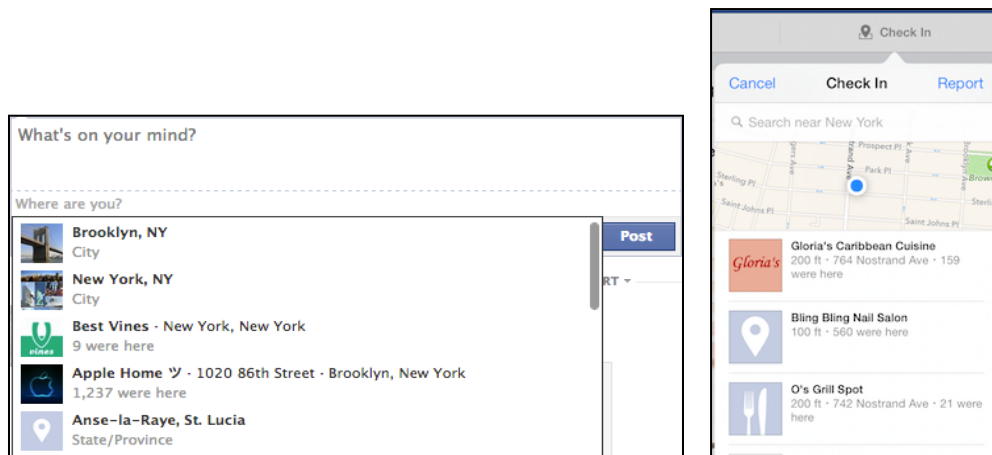 What's on your mind?
Where are you?
Brooklyn, NY
City
New York, NY
City
Best Vines · New York, New York
9 were here
vines
Apple Home ツ · 1020 86th Street · Brooklyn, New York
1,237 were here
Anse-la-Raye, St. Lucia
State/Province
Post
RT
Check In
Cancel
Check In
Report
Search near New York
Prospect Pl
Park Pl
Sterling Pl
Saint Johns Pl
Saint Johns Pl
Brooklyn Ave
Gloria's
Gloria's Caribbean Cuisine
200 ft · 764 Nostrand Ave · 159
were here
Bling Bling Nail Salon
100 ft · 560 were here
O's Grill Spot
200 ft · 742 Nostrand Ave · 21 were
here